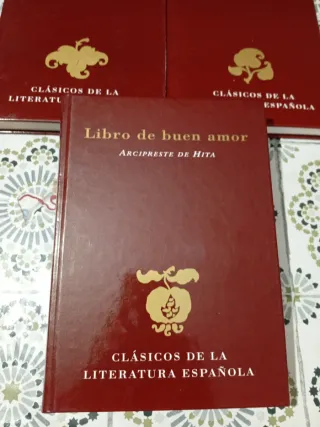 CLÁSICOS DE LA
LITERATURA
CLÁSICOS DE LA
ESPAÑOLA
Libro de buen amor
ARCIPRESTE DE HITA
CLÁSICOS DE LA
LITERATURA ESPAÑOLA